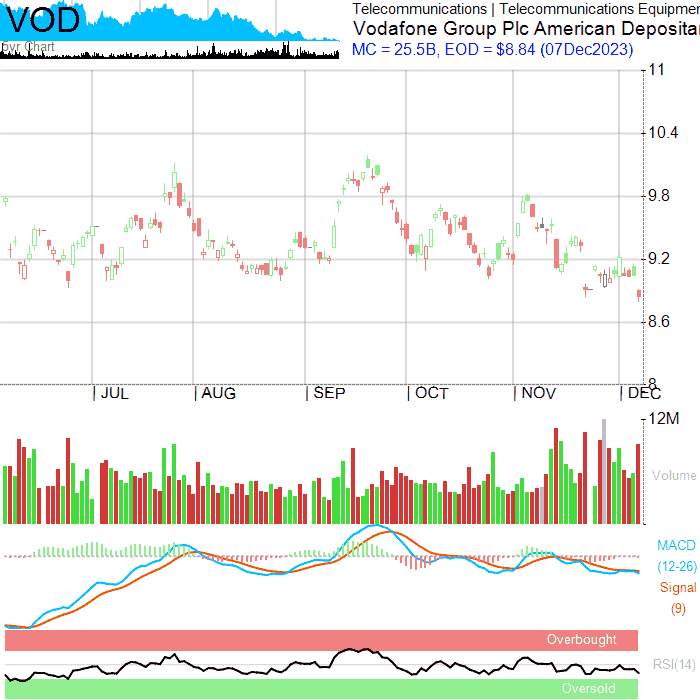 VOD
Telecommunications | Telecommunications Equipmen
Vodafone Group Plc American Deposita
MC = 25.5B, EOD = $8.84 (07Dec2023)
5yr Chart
11
10.4
9.8
9.2
8.6
8
JUL AUG SEP OCT NOV DEC
12M
Volume
MACD
(12-26)
Signal
(9)
Overbought
RSI(14)
Oversold